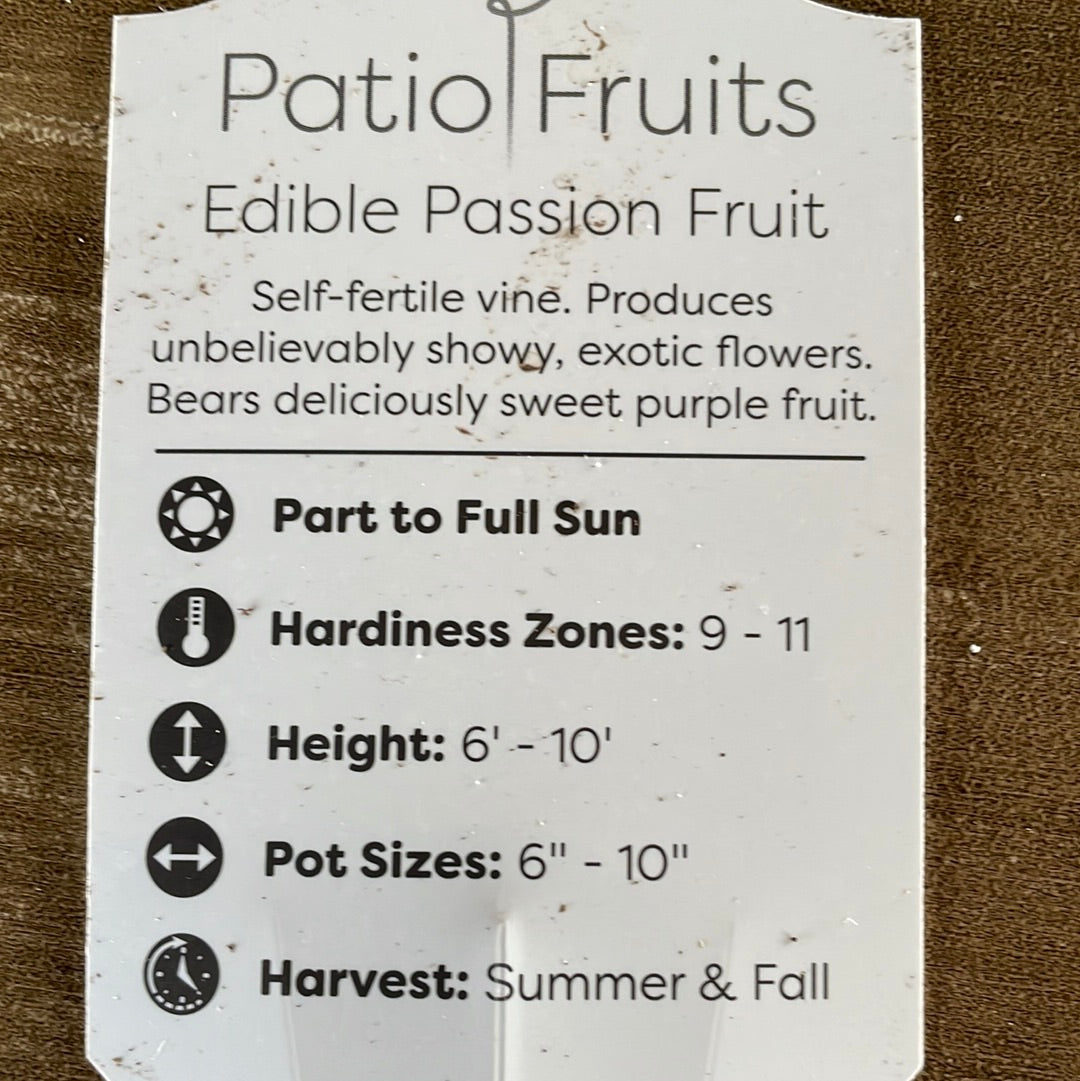 Patio Fruits
Edible Passion Fruit
Self-fertile vine. Produces
unbelievably showy, exotic flowers.
Bears deliciously sweet purple fruit.
Part to Full Sun
Hardiness Zones: 9 - 11
Height: 6' - 10'
Pot Sizes: 6" - 10"
Harvest: Summer & Fall